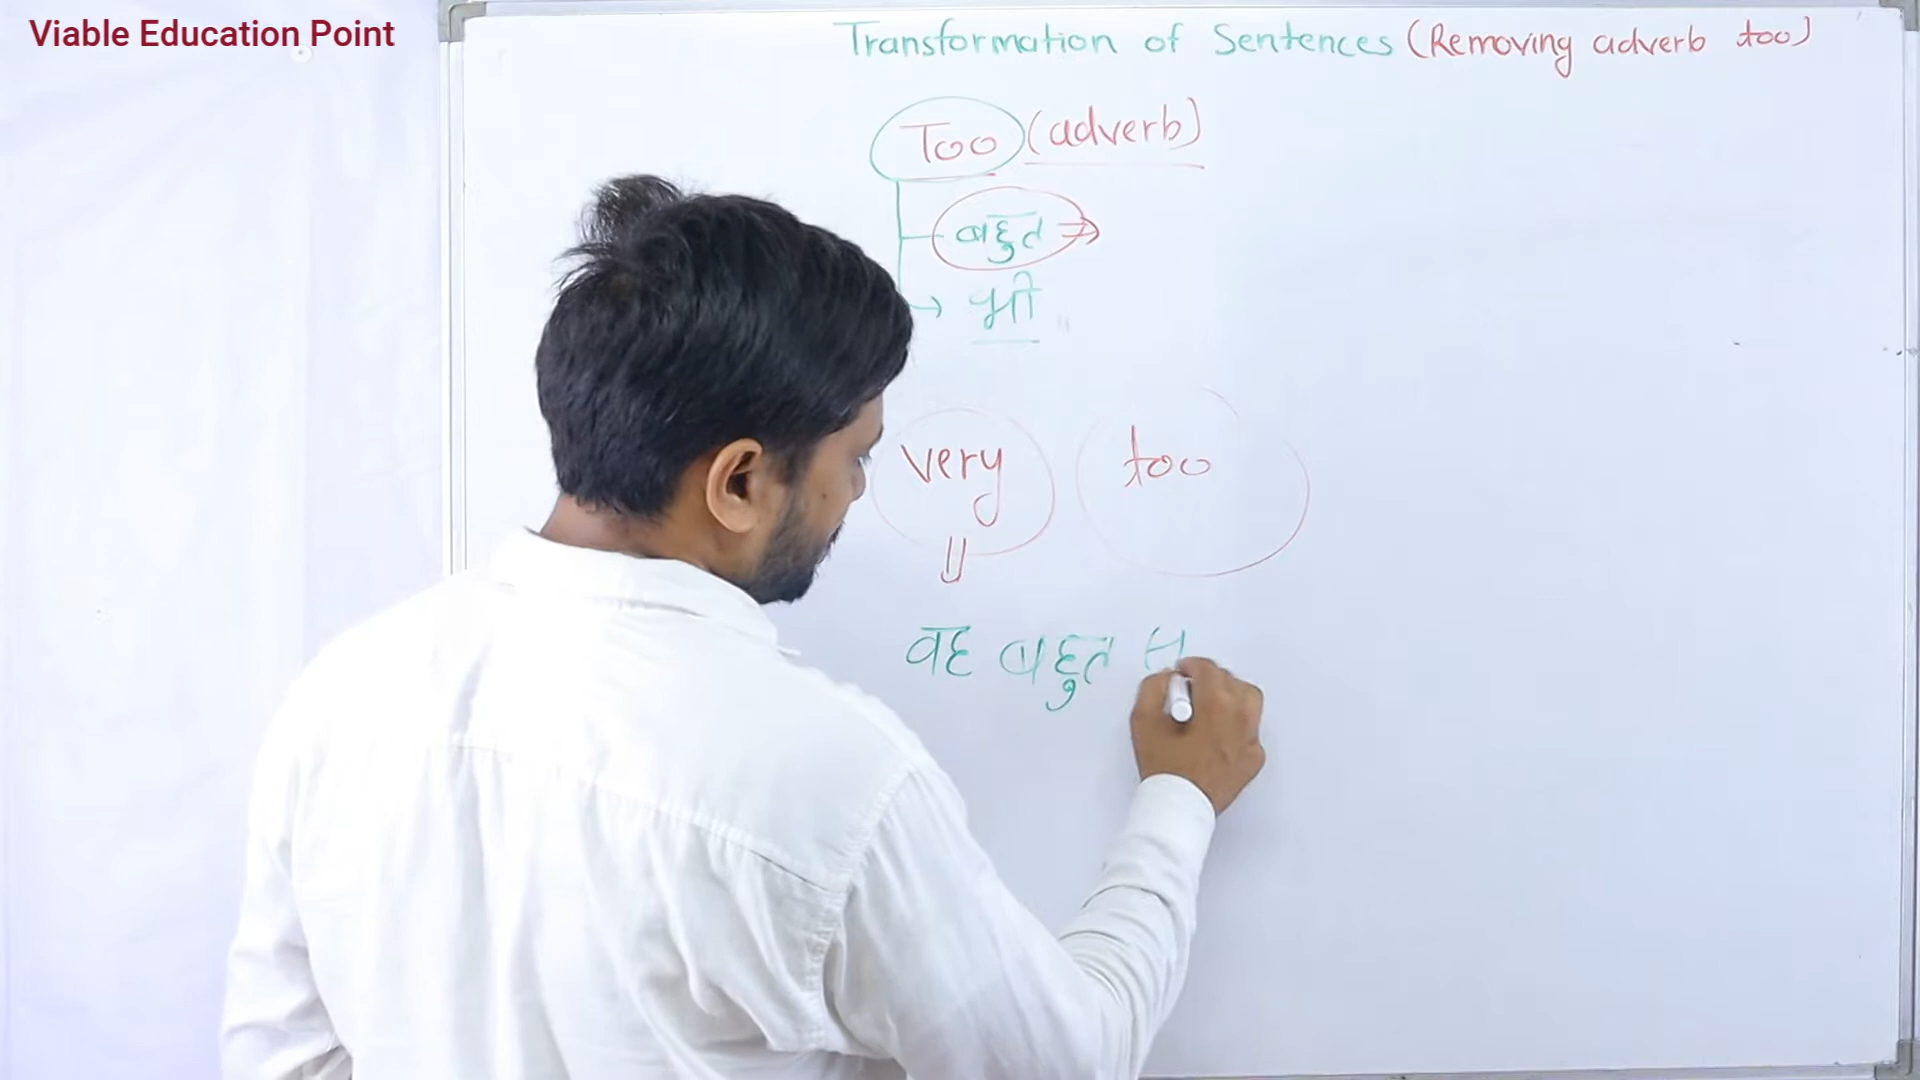 Viable Education Point
Transformation of Sentences (Removing adverb too)
Too (adverb)
बहुत
भी
very too
वह बहुत